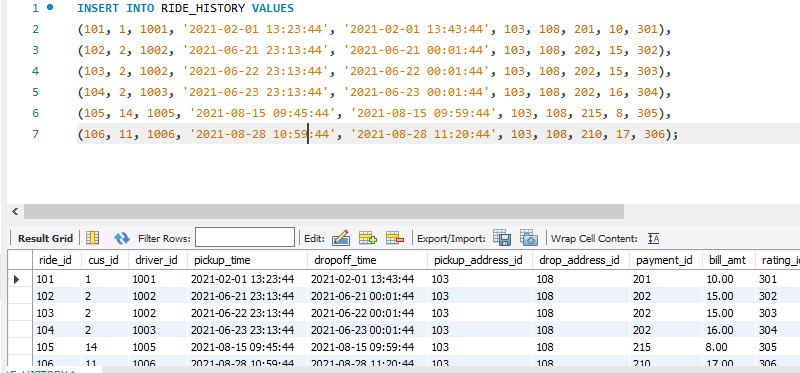 1 INSERT INTO RIDE_HISTORY VALUES
2 (101, 1, 1001, '2021-02-01 13:23:44', '2021-02-01 13:43:44', 103, 108, 201, 10, 301),
3 (102, 2, 1002, '2021-06-21 23:13:44', '2021-06-21 00:01:44', 103, 108, 202, 15, 302),
4 (103, 2, 1002, '2021-06-22 23:13:44', '2021-06-22 00:01:44', 103, 108, 202, 15, 303),
5 (104, 2, 1003, '2021-06-23 23:13:44', '2021-06-23 00:01:44', 103, 108, 202, 16, 304),
6 (105, 14, 1005, '2021-08-15 09:45:44', '2021-08-15 09:59:44', 103, 108, 215, 8, 305),
7 (106, 11, 1006, '2021-08-28 10:59:44', '2021-08-28 11:20:44', 103, 108, 210, 17, 306);
Result Grid Filter Rows: Edit: Export/Import: Wrap Cell Content:
ride_id cus_id driver_id pickup_time dropoff_time pickup_address_id drop_address_id payment_id bill_amt rating_i
101 1 1001 2021-02-01 13:23:44 2021-02-01 13:43:44 103 108 201 10.00 301
102 2 1002 2021-06-21 23:13:44 2021-06-21 00:01:44 103 108 202 15.00 302
103 2 1002 2021-06-22 23:13:44 2021-06-22 00:01:44 103 108 202 15.00 303
104 2 1003 2021-06-23 23:13:44 2021-06-23 00:01:44 103 108 202 16.00 304
105 14 1005 2021-08-15 09:45:44 2021-08-15 09:59:44 103 108 215 8.00 305
106 11 1006 2021-08-28 10:59:44 2021-08-28 11:20:44 103 108 210 17.00 306